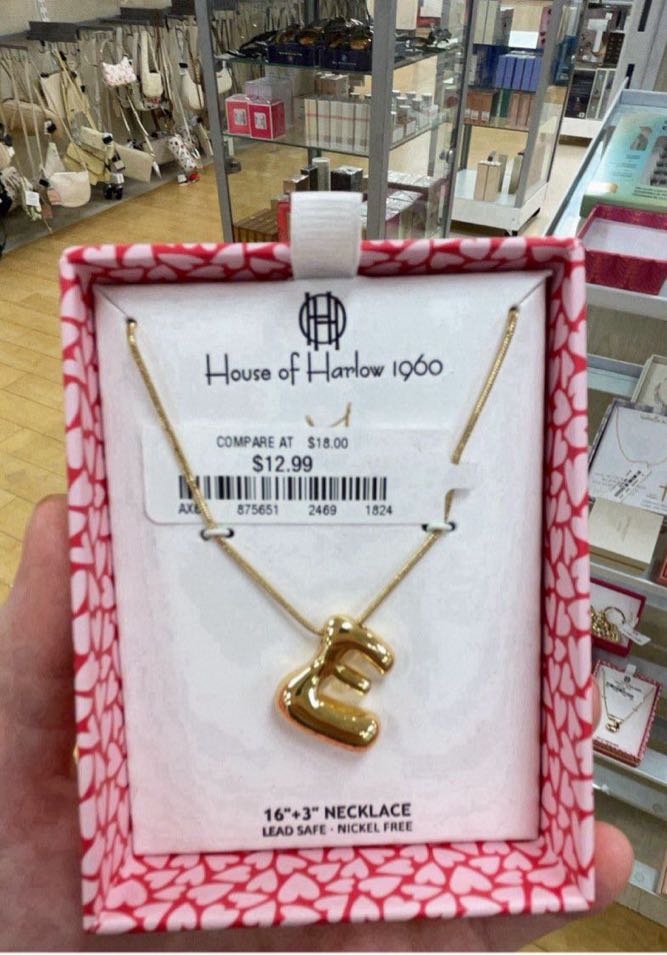 H
House of Harlow 1960
COMPARE AT $18.00
$12.99
875651 2469 1824
E
16"+3" NECKLACE
LEAD SAFE · NICKEL FREE